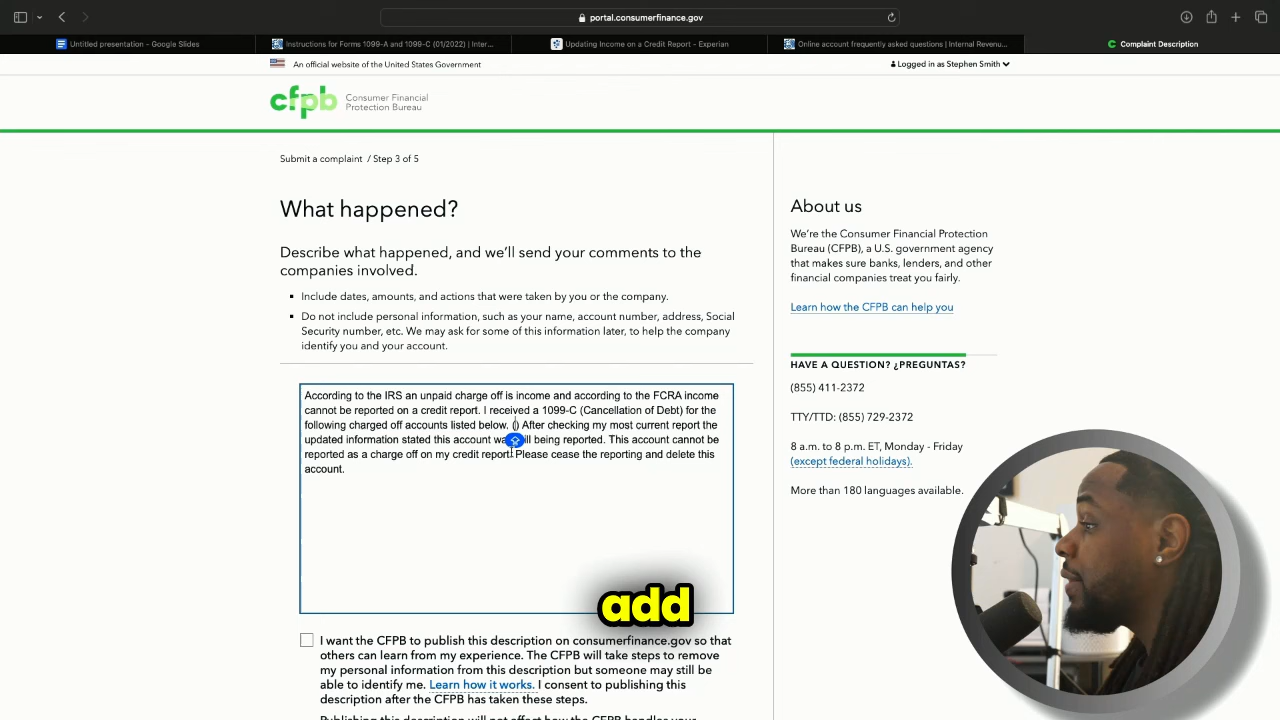 portal.consumerfinance.gov
Untitled presentation – Google Slides
Instructions for Forms 1099-A and 1099-C (01/2022) | Inter...
Updating Income on a Credit Report – Experian
Online account frequently asked questions | Internal Revenu...
Complaint Description
An official website of the United States Government
Logged in as Stephen Smith
cfpb
Consumer Financial
Protection Bureau
Submit a complaint / Step 3 of 5
What happened?
Describe what happened, and we’ll send your comments to the
companies involved.
Include dates, amounts, and actions that were taken by you or the company.
Do not include personal information, such as your name, account number, address, Social
Security number, etc. We may ask for some of this information later, to help the company
identify you and your account.
According to the IRS an unpaid charge off is income and according to the FCRA income
cannot be reported on a credit report. I received a 1099-C (Cancellation of Debt) for the
following charged off accounts listed below. () After checking my most current report the
updated information stated this account ill being reported. This account cannot be
reported as a charge off on my credit report. Please cease the reporting and delete this
account.
add
I want the CFPB to publish this description on consumerfinance.gov so that
others can learn from my experience. The CFPB will take steps to remove
my personal information from this description but someone may still be
able to identify me. Learn how it works. I consent to publishing this
description after the CFPB has taken these steps.
Publishing this description will not affect how the CFPB handles your
About us
We’re the Consumer Financial Protection
Bureau (CFPB), a U.S. government agency
that makes sure banks, lenders, and other
financial companies treat you fairly.
Learn how the CFPB can help you
HAVE A QUESTION? ¿PREGUNTAS?
(855) 411-2372
TTY/TTD: (855) 729-2372
8 a.m. to 8 p.m. ET, Monday - Friday
(except federal holidays).
More than 180 languages available.